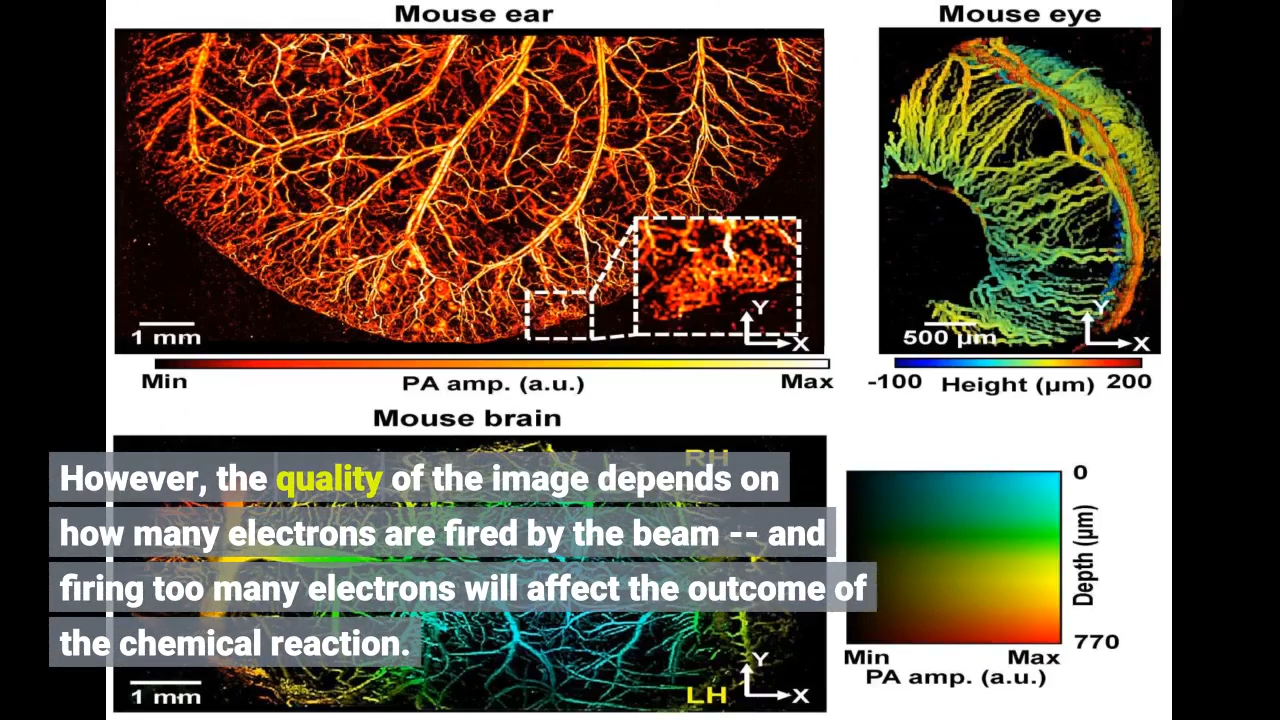 Mouse ear
Mouse eye
Y
X
1 mm
Y
X
500 µm
Min
PA amp. (a.u.)
Max
-100
Height (µm)
200
Mouse brain
RH
However, the quality of the image depends on
how many electrons are fired by the beam -- and
firing too many electrons will affect the outcome of
the chemical reaction.
Y
X
1 mm
LH
0
Depth (µm)
770
Min
Max
PA amp. (a.u.)